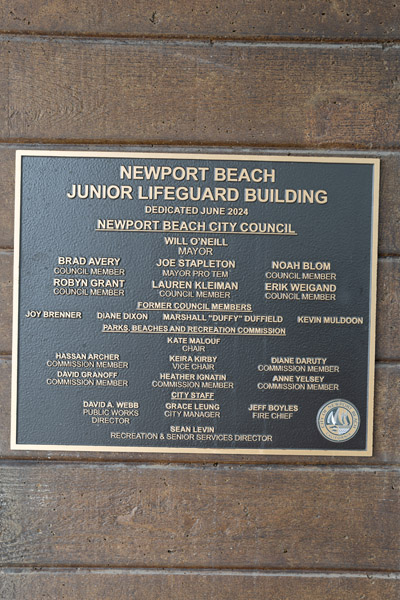 NEWPORT BEACH
JUNIOR LIFEGUARD BUILDING
DEDICATED JUNE 2024
NEWPORT BEACH CITY COUNCIL
WILL O'NEILL
MAYOR
BRAD AVERY JOE STAPLETON NOAH BLOM
COUNCIL MEMBER MAYOR PRO TEM COUNCIL MEMBER
ROBYN GRANT LAUREN KLEIMAN ERIK WEIGAND
COUNCIL MEMBER COUNCIL MEMBER COUNCIL MEMBER
FORMER COUNCIL MEMBERS
JOY BRENNER DIANE DIXON MARSHALL "DUFFY" DUFFIELD KEVIN MULDOON
PARKS, BEACHES AND RECREATION COMMISSION
KATE MALOUF
CHAIR
HASSAN ARCHER KEIRA KIRBY DIANE DARUTY
COMMISSION MEMBER VICE CHAIR COMMISSION MEMBER
DAVID GRANOFF HEATHER IGNATIN ANNE YELSEY
COMMISSION MEMBER COMMISSION MEMBER COMMISSION MEMBER
CITY STAFF
DAVID A. WEBB GRACE LEUNG JEFF BOYLES
PUBLIC WORKS CITY MANAGER FIRE CHIEF
DIRECTOR
SEAN LEVIN
RECREATION & SENIOR SERVICES DIRECTOR